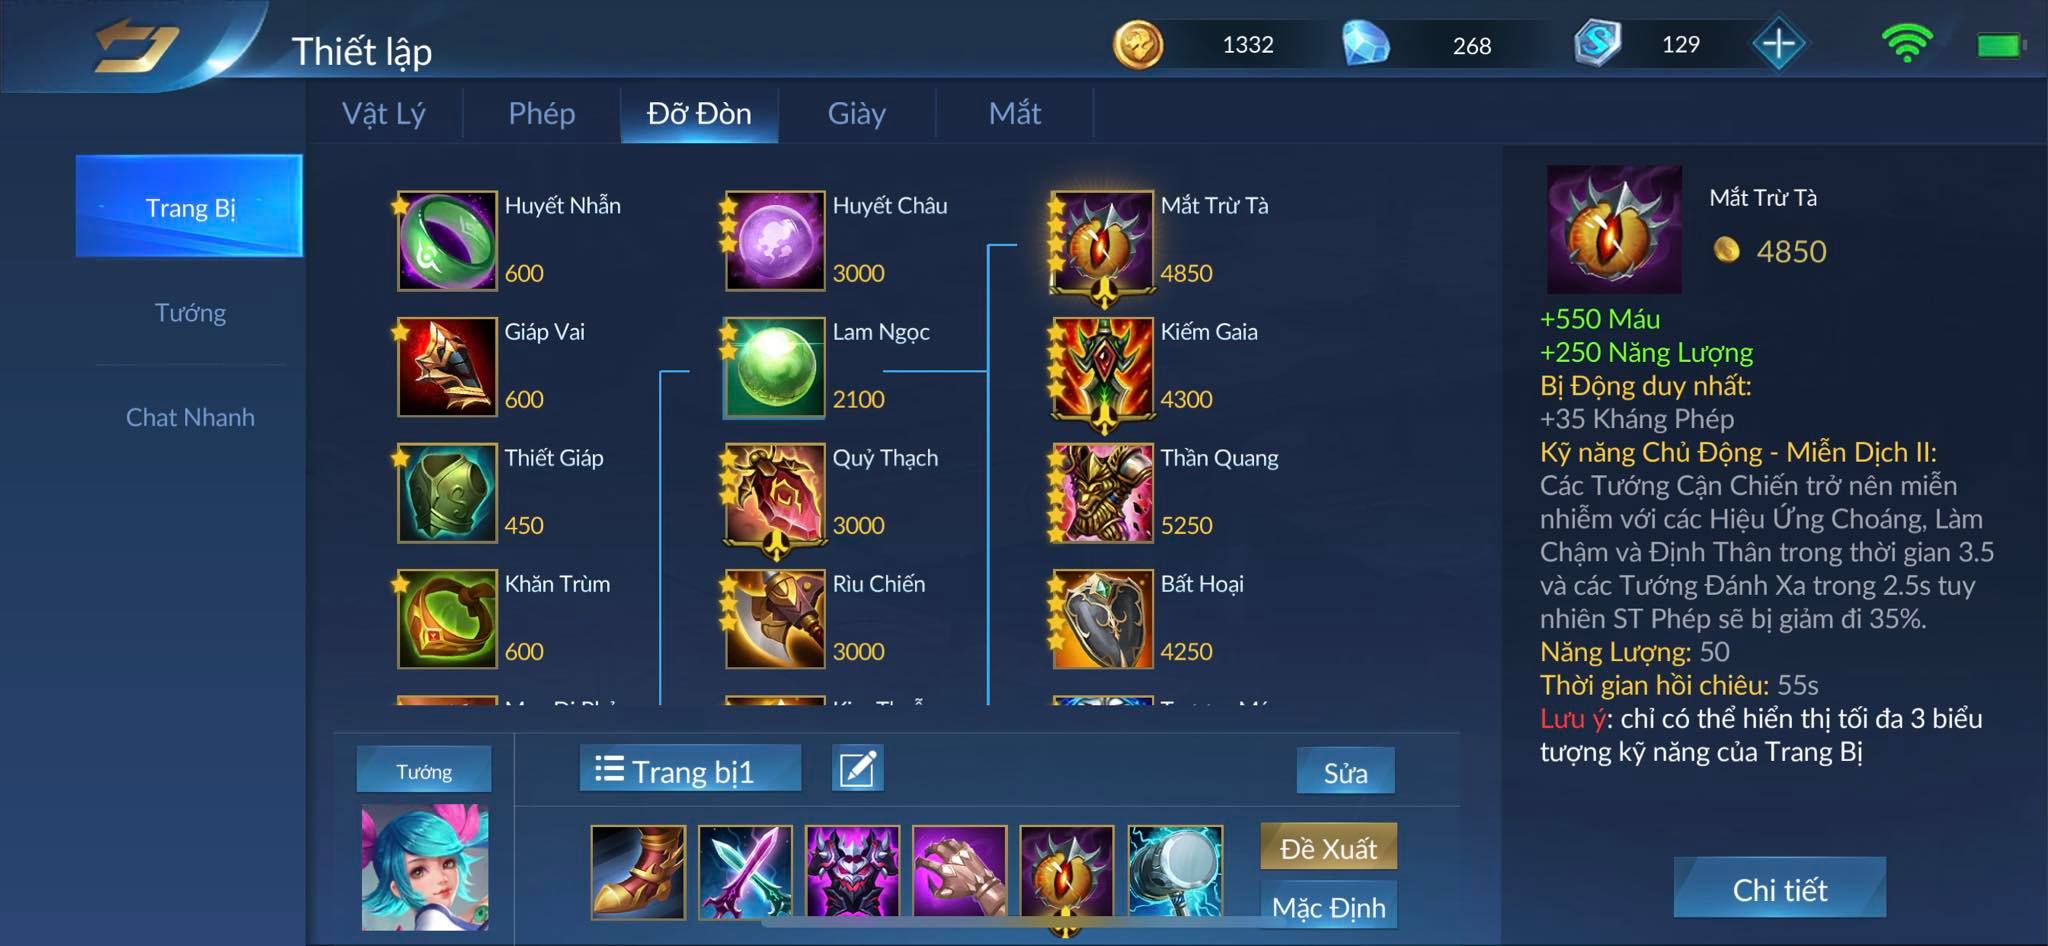 Thiết lập
1332
268
129
Vật Lý
Phép
Đỡ Đòn
Giày
Mắt
Trang Bị
Tướng
Chat Nhanh
Huyết Nhẫn
600
Huyết Châu
3000
Mắt Trừ Tà
4850
Giáp Vai
600
Lam Ngọc
2100
Kiếm Gaia
4300
Thiết Giáp
450
Quỷ Thạch
3000
Thần Quang
5250
Khăn Trùm
600
Rìu Chiến
3000
Bất Hoại
4250
Mắt Trừ Tà
4850
+550 Máu
+250 Năng Lượng
Bị Động duy nhất:
+35 Kháng Phép
Kỹ năng Chủ Động - Miễn Dịch II:
Các Tướng Cận Chiến trở nên miễn
nhiễm với các Hiệu Ứng Choáng, Làm
Chậm và Định Thân trong thời gian 3.5
và các Tướng Đánh Xa trong 2.5s tuy
nhiên ST Phép sẽ bị giảm đi 35%.
Năng Lượng: 50
Thời gian hồi chiêu: 55s
Lưu ý: chỉ có thể hiển thị tối đa 3 biểu
tượng kỹ năng của Trang Bị
Chi tiết
Tướng
Trang bị1
Sửa
Đề Xuất
Mặc Định